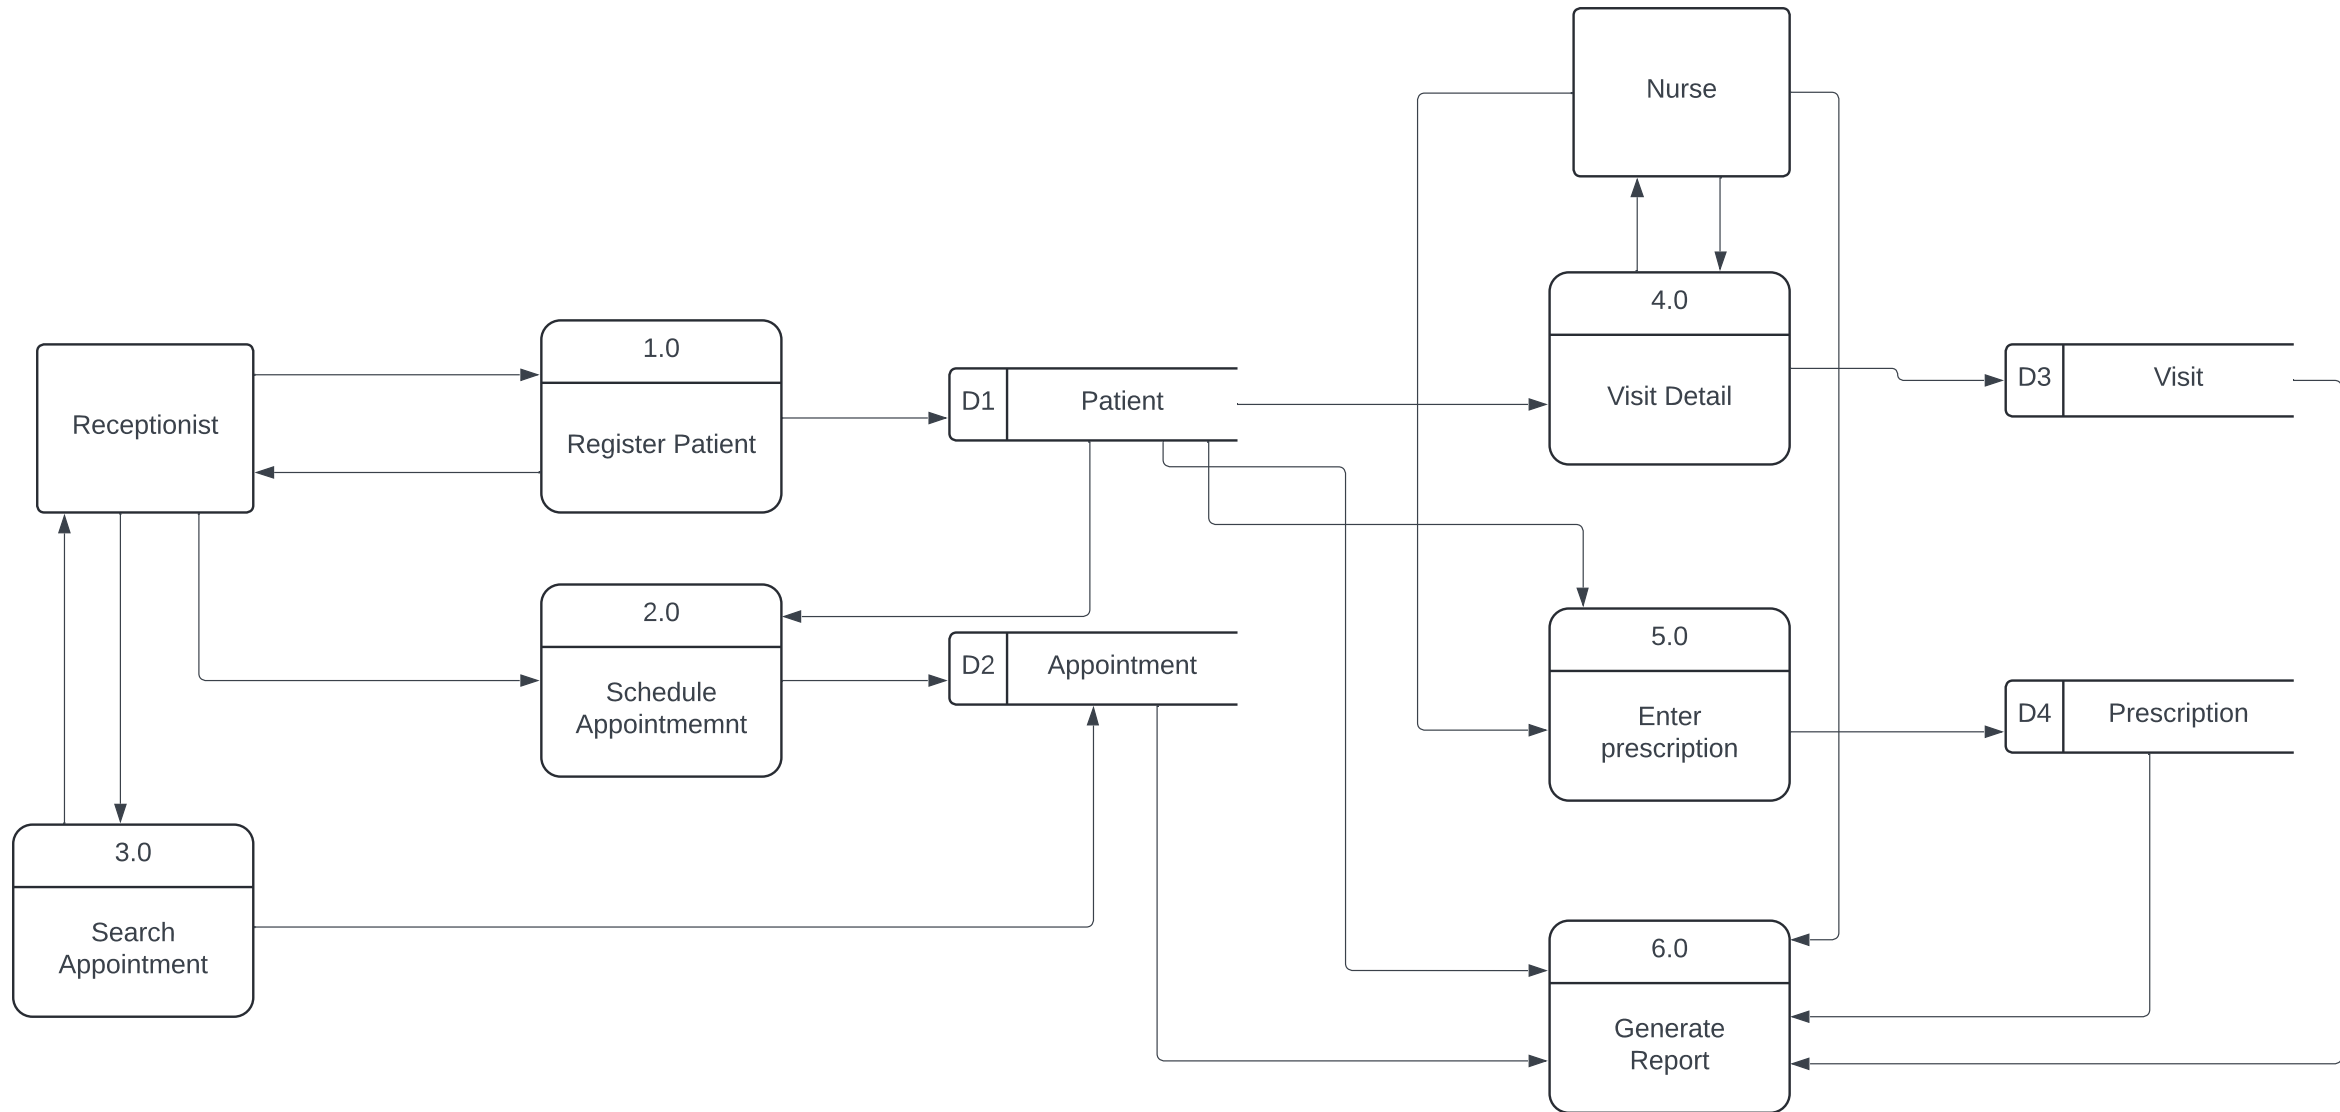 Nurse
4.0
Visit Detail
1.0
Register Patient
Receptionist
D1
Patient
D3
Visit
2.0
Schedule
Appointmemnt
D2
Appointment
5.0
Enter
prescription
D4
Prescription
3.0
Search
Appointment
6.0
Generate
Report